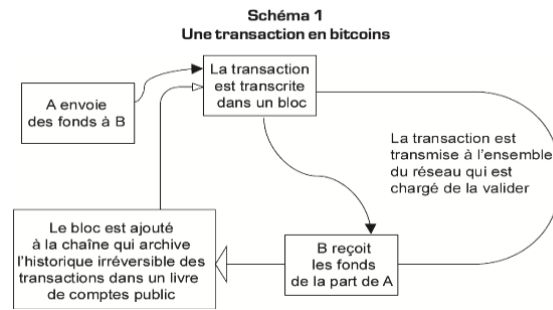 Schéma 1
Une transaction en bitcoins
A envoie
des fonds à B
La transaction
est transcrite
dans un bloc
La transaction est
transmise à l'ensemble
du réseau qui est
chargé de la valider
Le bloc est ajouté
à la chaîne qui archive
l'historique irréversible des
transactions dans un livre
de comptes public
B reçoit
les fonds
de la part de A